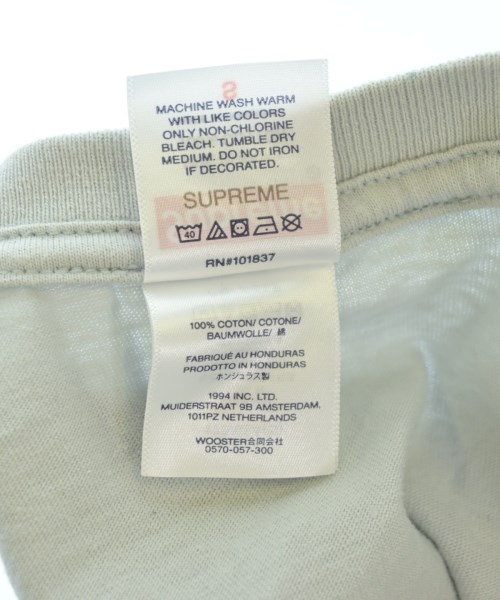 S
MACHINE WASH WARM
WITH LIKE COLORS
ONLY NON-CHLORINE
BLEACH. TUMBLE DRY
MEDIUM. DO NOT IRON
IF DECORATED.
SUPREME
Supreme
40
RN#101837
100% COTON/ COTONE/
BAUMWOLLE/ 綿
FABRIQUÉ AU HONDURAS
PRODOTTO IN HONDURAS
ホンジュラス製
1994 INC. LTD.
MUIDERSTRAAT 9B AMSTERDAM.
1011PZ NETHERLANDS
WOOSTER合同会社
0570-057-300